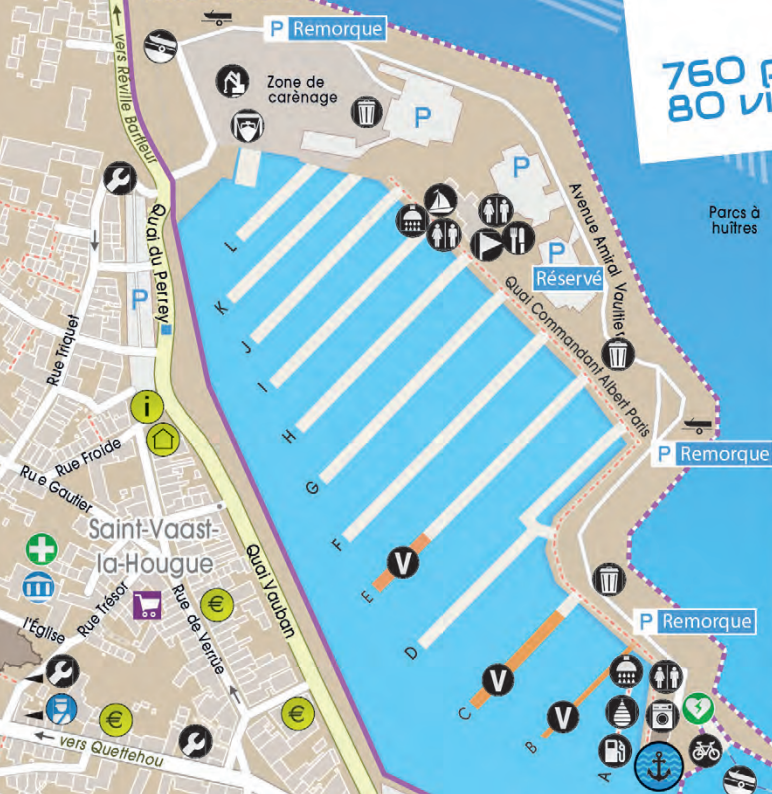 P Remorque
760
80
vers Réville Barfleur
Zone de
carènage
P
P
Avenue Amiral Vaultier
Parcs à
huîtres
P
Réservé
Quai du Perrey
P
L
K
J
I
H
G
F
E
D
C
B
A
Quai Commandant Albert Paris
Rue Triquet
i
Rue Froide
Rue Gautier
P Remorque
Saint-Vaast-
la-Hougue
Quai Vauban
V
€
Rue Trésor
Rue de Verrüe
l'Église
P Remorque
V
V
€
€
vers Quettehou